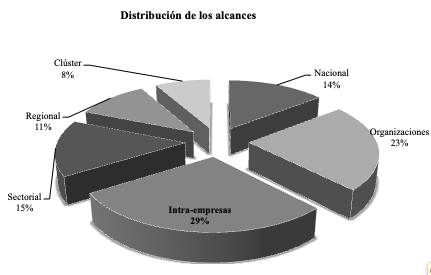 Distribución de los alcances
Clúster
8%
Nacional
14%
Regional
11%
Organizaciones
23%
Sectorial
15%
Intra-empresas
29%